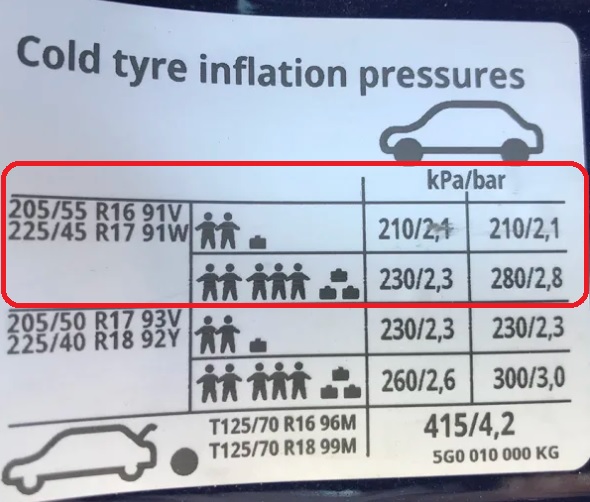 Cold tyre inflation pressures
kPa/bar
205/55 R16 91V
225/45 R17 91W
210/2,1 210/2,1
230/2,3 280/2,8
205/50 R17 93V
225/40 R18 92Y
230/2,3 230/2,3
260/2,6 300/3,0
T125/70 R16 96M
T125/70 R18 99M
415/4,2
5G0 010 000 KG